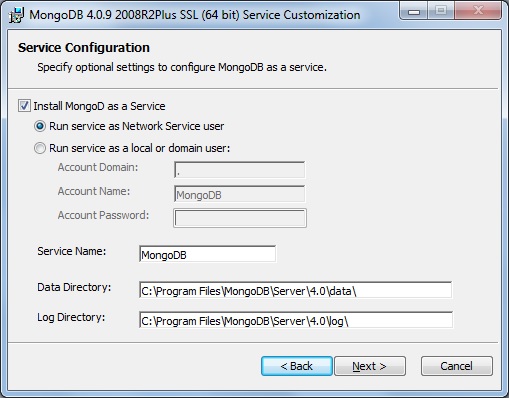 MongoDB 4.0.9 2008R2Plus SSL (64 bit) Service Customization
Service Configuration
Specify optional settings to configure MongoDB as a service.
Install MongoD as a Service
Run service as Network Service user
Run service as a local or domain user:
Account Domain: .
Account Name: MongoDB
Account Password:
Service Name: MongoDB
Data Directory: C:\Program Files\MongoDB\Server\4.0\data\
Log Directory: C:\Program Files\MongoDB\Server\4.0\log\
< Back Next > Cancel